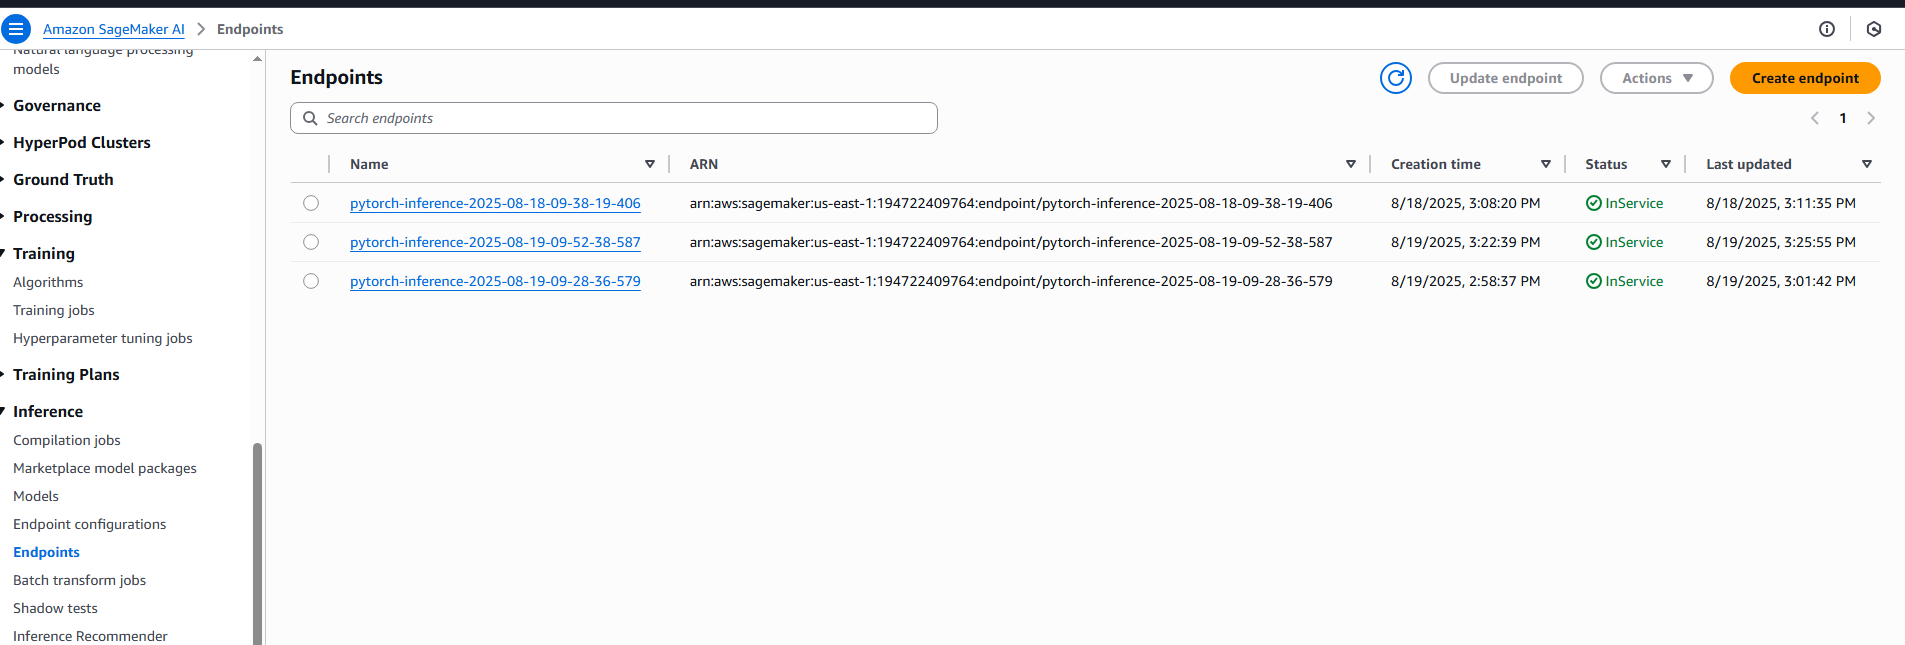 Amazon SageMaker AI > Endpoints
Natural language processing
models
Governance
HyperPod Clusters
Ground Truth
Processing
Training
Algorithms
Training jobs
Hyperparameter tuning jobs
Training Plans
Inference
Compilation jobs
Marketplace model packages
Models
Endpoint configurations
Endpoints
Batch transform jobs
Shadow tests
Inference Recommender
Endpoints
Update endpoint
Actions
Create endpoint
Search endpoints
1
Name ARN Creation time Status Last updated
pytorch-inference-2025-08-18-09-38-19-406 arn:aws:sagemaker:us-east-1:194722409764:endpoint/pytorch-inference-2025-08-18-09-38-19-406 8/18/2025, 3:08:20 PM InService 8/18/2025, 3:11:35 PM
pytorch-inference-2025-08-19-09-52-38-587 arn:aws:sagemaker:us-east-1:194722409764:endpoint/pytorch-inference-2025-08-19-09-52-38-587 8/19/2025, 3:22:39 PM InService 8/19/2025, 3:25:55 PM
pytorch-inference-2025-08-19-09-28-36-579 arn:aws:sagemaker:us-east-1:194722409764:endpoint/pytorch-inference-2025-08-19-09-28-36-579 8/19/2025, 2:58:37 PM InService 8/19/2025, 3:01:42 PM